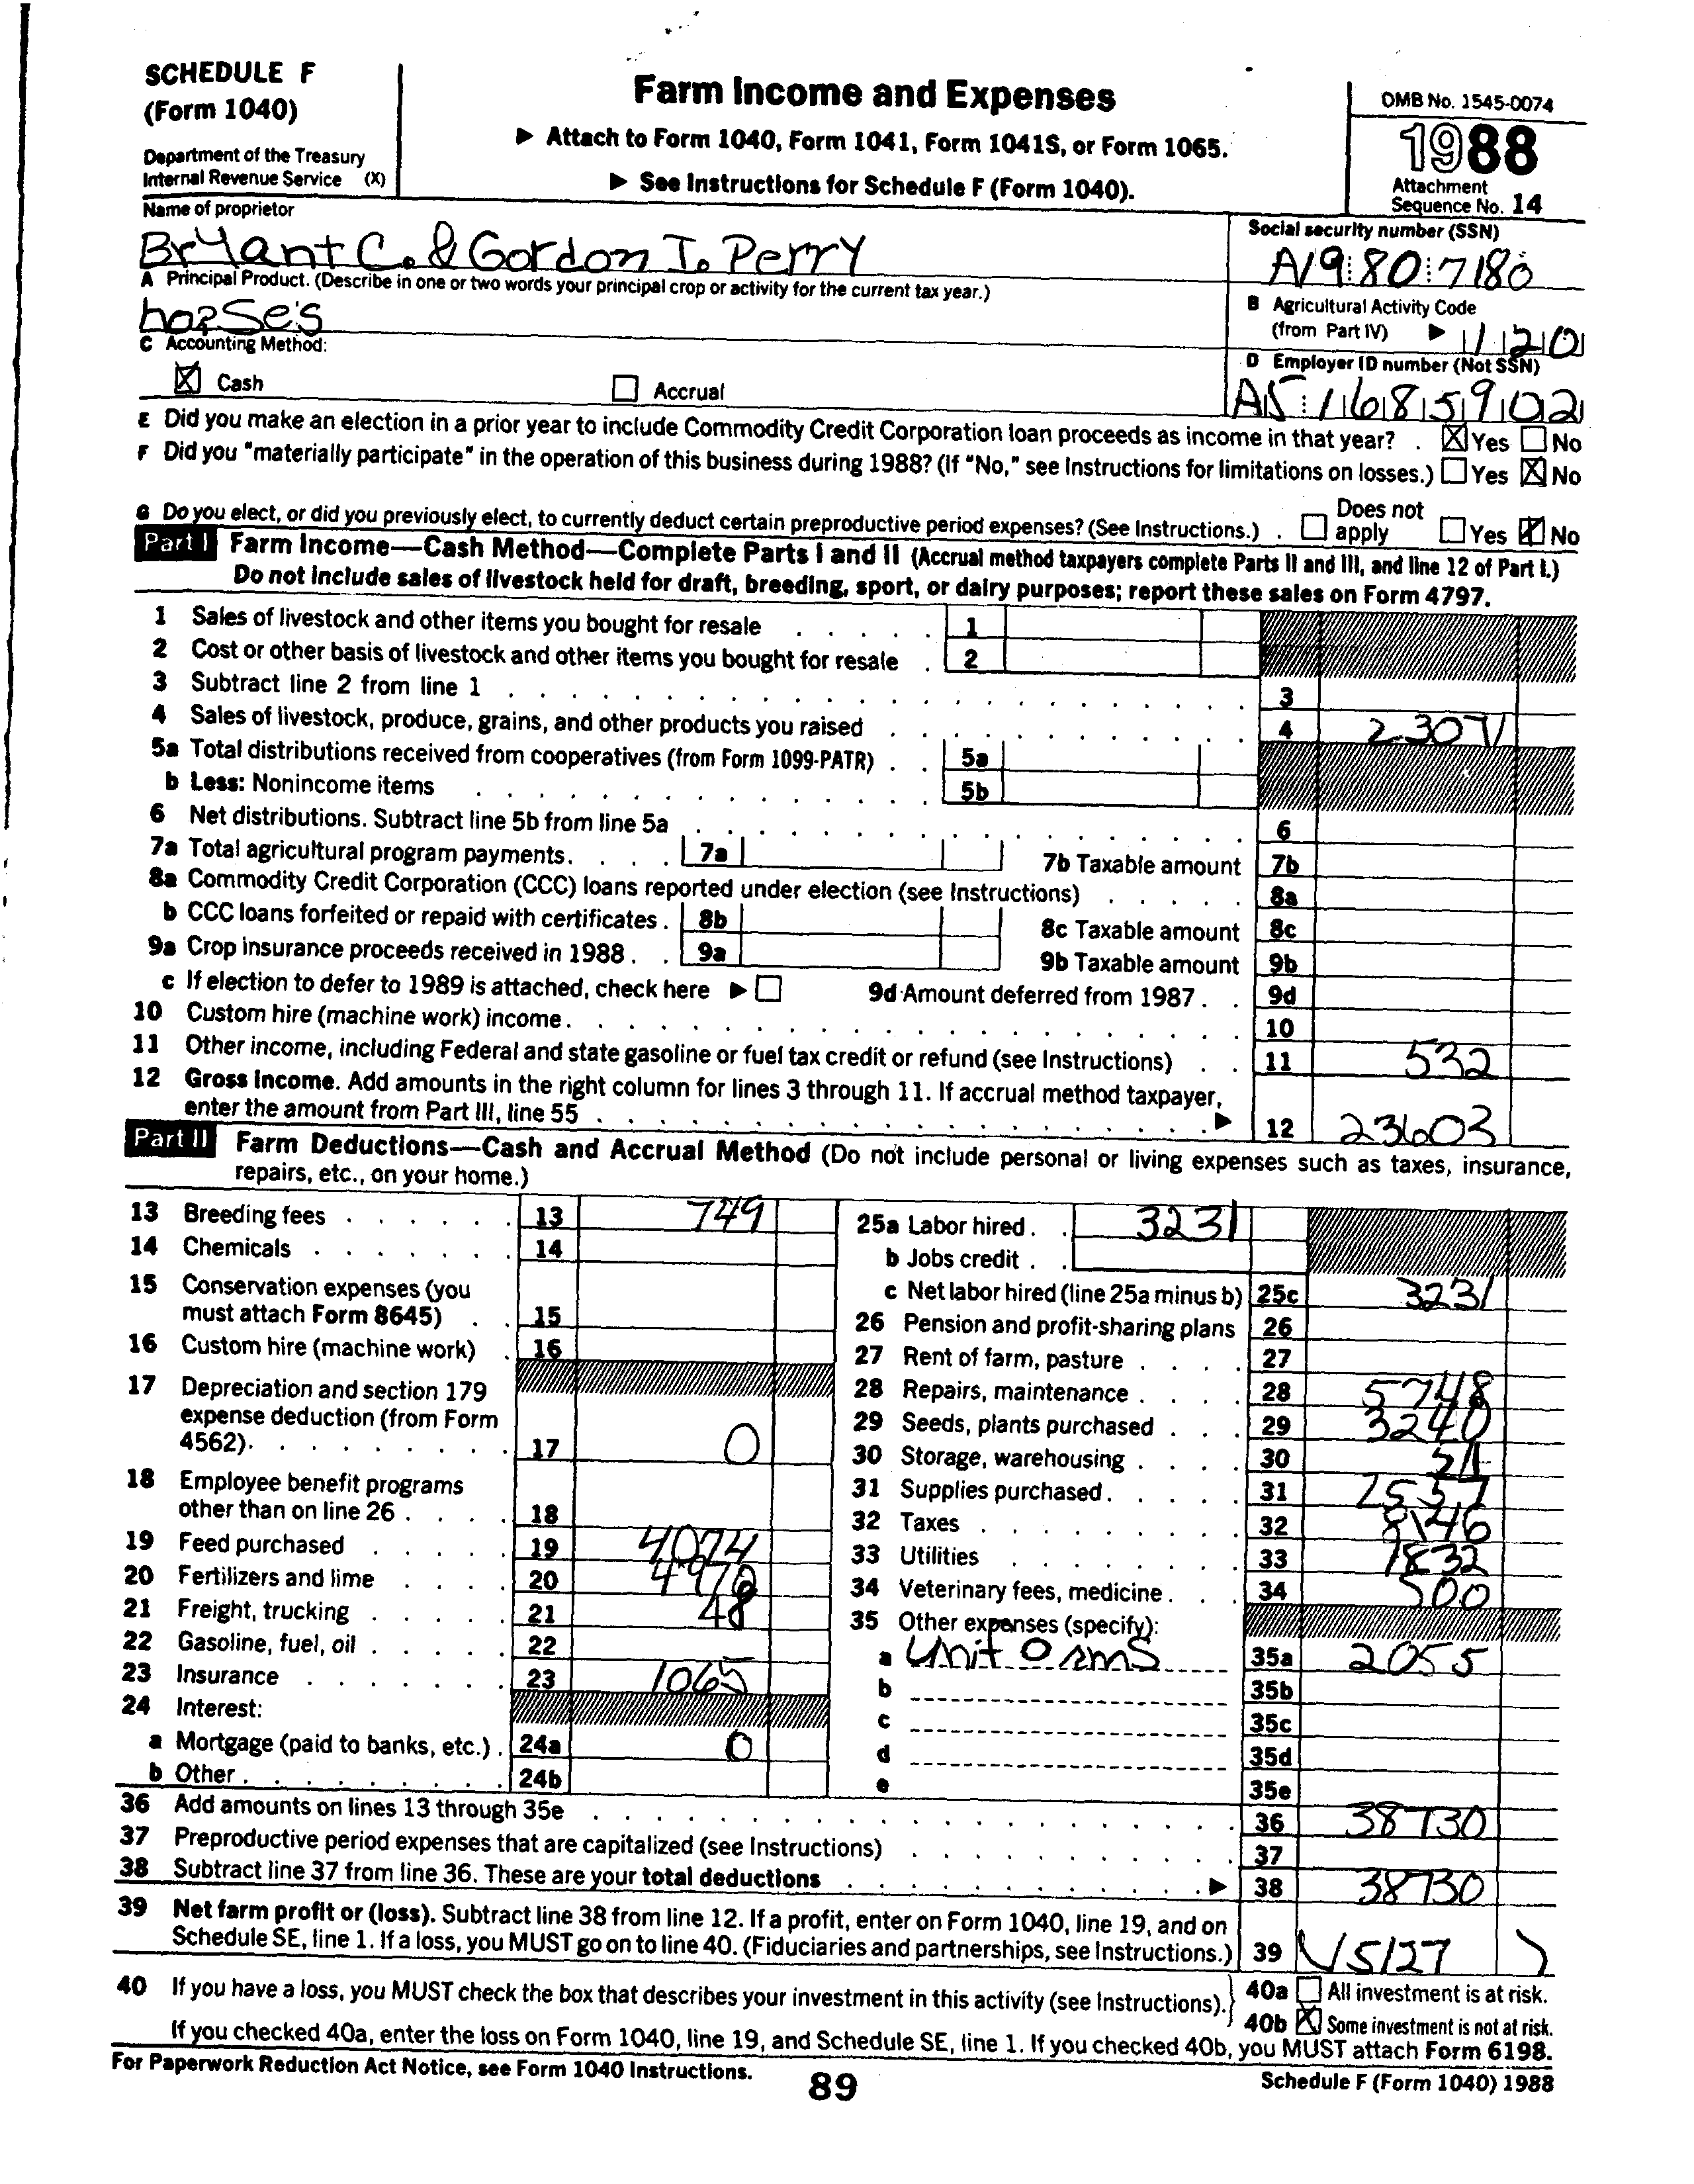 SCHEDULE F
(Form 1040)
Department of the Treasury
Internal Revenue Service (X)
Farm Income and Expenses
▶ Attach to Form 1040, Form 1041, Form 1041S, or Form 1065.
▶ See Instructions for Schedule F (Form 1040).
OMB No. 1545-0074
1988
Attachment
Sequence No. 14
Name of proprietor
Bryant C. & Gordon T. Perry
Social security number (SSN)
A19:80:7180
A Principal Product. (Describe in one or two words your principal crop or activity for the current tax year.)
horse's
B Agricultural Activity Code
(from Part IV) ▶ 120
C Accounting Method:
☒ Cash ☐ Accrual
D Employer ID number (Not SSN)
A5:1685902
E Did you make an election in a prior year to include Commodity Credit Corporation loan proceeds as income in that year? . ☒ Yes ☐ No
F Did you "materially participate" in the operation of this business during 1988? (If "No," see Instructions for limitations on losses.) ☐ Yes ☒ No
G Do you elect, or did you previously elect, to currently deduct certain preproductive period expenses? (See Instructions.) . ☐ Does not apply ☐ Yes ☒ No
Part I Farm Income—Cash Method—Complete Parts I and II (Accrual method taxpayers complete Parts II and III, and line 12 of Part I.)
Do not include sales of livestock held for draft, breeding, sport, or dairy purposes; report these sales on Form 4797.
1 Sales of livestock and other items you bought for resale 1
2 Cost or other basis of livestock and other items you bought for resale 2
3 Subtract line 2 from line 1 3
4 Sales of livestock, produce, grains, and other products you raised 4 23071
5a Total distributions received from cooperatives (from Form 1099-PATR) 5a
b Less: Nonincome items 5b
6 Net distributions. Subtract line 5b from line 5a 6
7a Total agricultural program payments. 7a 7b Taxable amount 7b
8a Commodity Credit Corporation (CCC) loans reported under election (see Instructions) 8a
b CCC loans forfeited or repaid with certificates. 8b 8c Taxable amount 8c
9a Crop insurance proceeds received in 1988. 9a 9b Taxable amount 9b
c If election to defer to 1989 is attached, check here ▶ ☐ 9d Amount deferred from 1987. 9d
10 Custom hire (machine work) income. 10
11 Other income, including Federal and state gasoline or fuel tax credit or refund (see Instructions) 11 532
12 Gross Income. Add amounts in the right column for lines 3 through 11. If accrual method taxpayer,
enter the amount from Part III, line 55 ▶ 12 23603
Part II Farm Deductions—Cash and Accrual Method (Do not include personal or living expenses such as taxes, insurance,
repairs, etc., on your home.)
13 Breeding fees 13 749
14 Chemicals 14
15 Conservation expenses (you
must attach Form 8645) 15
16 Custom hire (machine work) 16
17 Depreciation and section 179
expense deduction (from Form
4562). 17 0
18 Employee benefit programs
other than on line 26 18
19 Feed purchased 19 4074
20 Fertilizers and lime 20
21 Freight, trucking 21 48
22 Gasoline, fuel, oil 22
23 Insurance 23 1065
24 Interest:
a Mortgage (paid to banks, etc.) 24a 0
b Other 24b
25a Labor hired 3231
b Jobs credit
c Net labor hired (line 25a minus b) 25c 3231
26 Pension and profit-sharing plans 26
27 Rent of farm, pasture 27
28 Repairs, maintenance 28 5748
29 Seeds, plants purchased 29 3240
30 Storage, warehousing 30
31 Supplies purchased 31
32 Taxes 32 8146
33 Utilities 33 1832
34 Veterinary fees, medicine 34 500
35 Other expenses (specify):
a Uniforms 35a 2055
b 35b
c 35c
d 35d
e 35e
36 Add amounts on lines 13 through 35e 36 38730
37 Preproductive period expenses that are capitalized (see Instructions) 37
38 Subtract line 37 from line 36. These are your total deductions ▶ 38 38730
39 Net farm profit or (loss). Subtract line 38 from line 12. If a profit, enter on Form 1040, line 19, and on
Schedule SE, line 1. If a loss, you MUST go on to line 40. (Fiduciaries and partnerships, see Instructions.) 39 (15127)
40 If you have a loss, you MUST check the box that describes your investment in this activity (see Instructions). 40a ☐ All investment is at risk.
40b ☒ Some investment is not at risk.
If you checked 40a, enter the loss on Form 1040, line 19, and Schedule SE, line 1. If you checked 40b, you MUST attach Form 6198.
For Paperwork Reduction Act Notice, see Form 1040 Instructions.
89
Schedule F (Form 1040) 1988